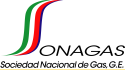 SONAGAS
Sociedad Nacional de Gas, G.E.